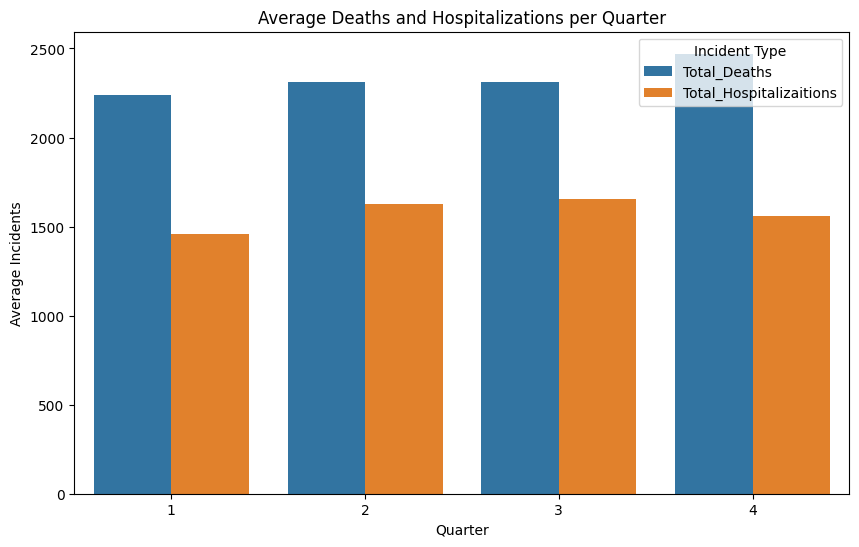 Average Deaths and Hospitalizations per Quarter
Incident Type
Total_Deaths
Total_Hospitalizaitions
Average Incidents
2500
2000
1500
1000
500
0
1 2 3 4
Quarter